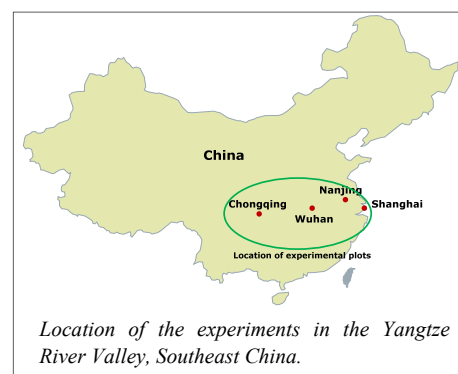 China
Nanjing
Chongqing
Shanghai
Wuhan
Location of experimental plots
Location of the experiments in the Yangtze
River Valley, Southeast China.